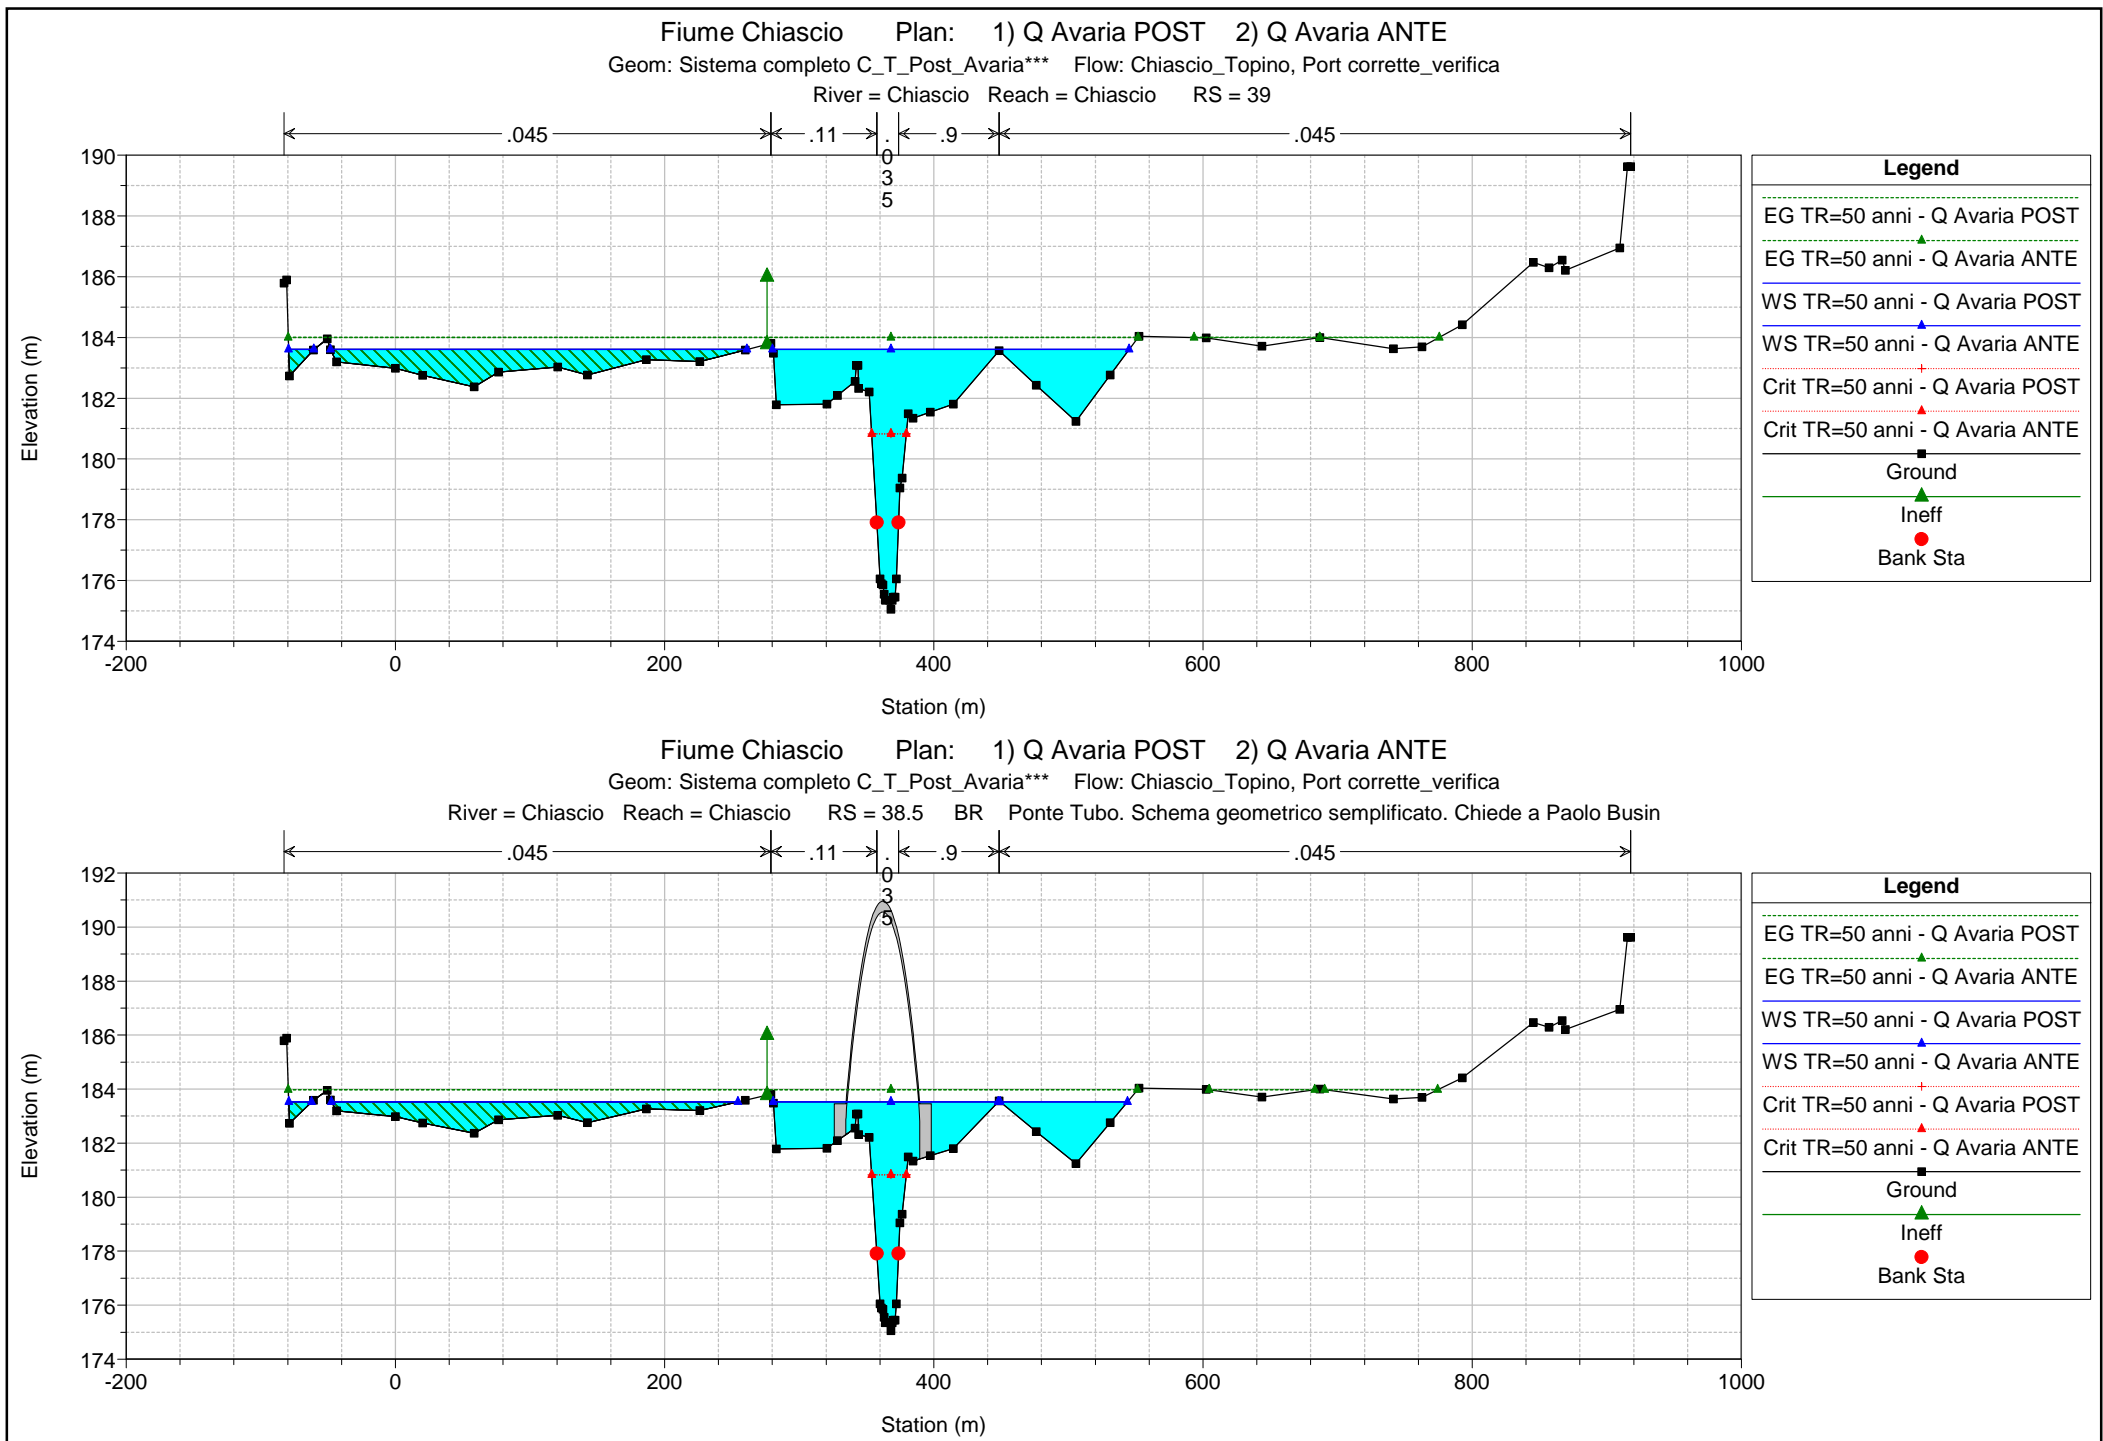 Fiume Chiascio Plan: 1) Q Avaria POST 2) Q Avaria ANTE
Geom: Sistema completo C_T_Post_Avaria*** Flow: Chiascio_Topino, Port corrette_verifica
River = Chiascio Reach = Chiascio RS = 39
.045 .11 .035 .9 .045
190
188
186
184
182
180
178
176
174
-200 0 200 400 600 800 1000
Station (m)
Elevation (m)
Legend
EG TR=50 anni - Q Avaria POST
EG TR=50 anni - Q Avaria ANTE
WS TR=50 anni - Q Avaria POST
WS TR=50 anni - Q Avaria ANTE
Crit TR=50 anni - Q Avaria POST
Crit TR=50 anni - Q Avaria ANTE
Ground
Ineff
Bank Sta
Fiume Chiascio Plan: 1) Q Avaria POST 2) Q Avaria ANTE
Geom: Sistema completo C_T_Post_Avaria*** Flow: Chiascio_Topino, Port corrette_verifica
River = Chiascio Reach = Chiascio RS = 38.5 BR Ponte Tubo. Schema geometrico semplificato. Chiede a Paolo Busin
.045 .11 .035 .9 .045
192
190
188
186
184
182
180
178
176
174
-200 0 200 400 600 800 1000
Station (m)
Elevation (m)
Legend
EG TR=50 anni - Q Avaria POST
EG TR=50 anni - Q Avaria ANTE
WS TR=50 anni - Q Avaria POST
WS TR=50 anni - Q Avaria ANTE
Crit TR=50 anni - Q Avaria POST
Crit TR=50 anni - Q Avaria ANTE
Ground
Ineff
Bank Sta